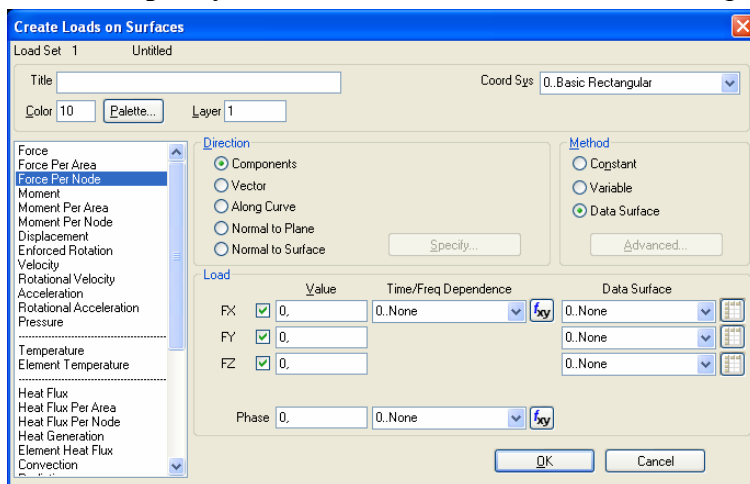 Create Loads on Surfaces
Load Set 1 Untitled
Title
Coord Sys 0..Basic Rectangular
Color 10 Palette... Layer 1
Force
Force Per Area
Force Per Node
Moment
Moment Per Area
Moment Per Node
Displacement
Enforced Rotation
Velocity
Rotational Velocity
Acceleration
Rotational Acceleration
Pressure
Temperature
Element Temperature
Heat Flux
Heat Flux Per Area
Heat Flux Per Node
Heat Generation
Element Heat Flux
Convection
Direction
Components
Vector
Along Curve
Normal to Plane
Normal to Surface
Specify...
Method
Constant
Variable
Data Surface
Advanced...
Load
Value Time/Freq Dependence Data Surface
FX 0, 0..None fxy 0..None
FY 0, 0..None
FZ 0, 0..None
Phase 0, 0..None fxy
OK Cancel